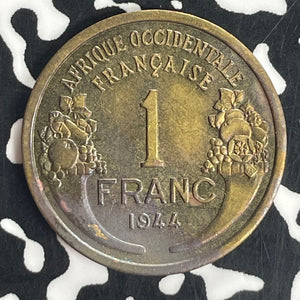 AFRIQUE OCCIDENTALE
FRANÇAISE
1
FRANC
1944